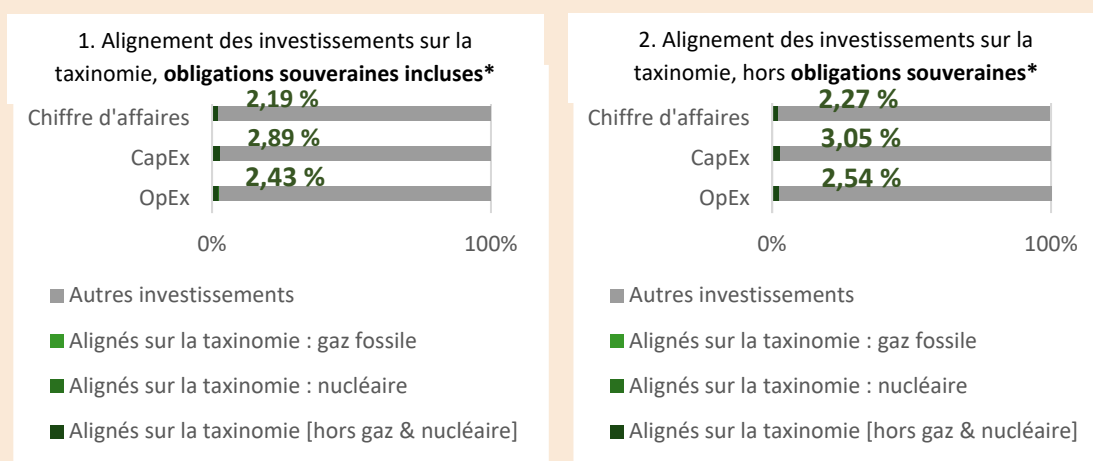 1. Alignement des investissements sur la
taxinomie, obligations souveraines incluses*
Chiffre d'affaires
2,19 %
CapEx
2,89 %
OpEx
2,43 %
0%
100%
Autres investissements
Alignés sur la taxinomie : gaz fossile
Alignés sur la taxinomie : nucléaire
Alignés sur la taxinomie [hors gaz & nucléaire]
2. Alignement des investissements sur la
taxinomie, hors obligations souveraines*
Chiffre d'affaires
2,27 %
CapEx
3,05 %
OpEx
2,54 %
0%
100%
Autres investissements
Alignés sur la taxinomie : gaz fossile
Alignés sur la taxinomie : nucléaire
Alignés sur la taxinomie [hors gaz & nucléaire]